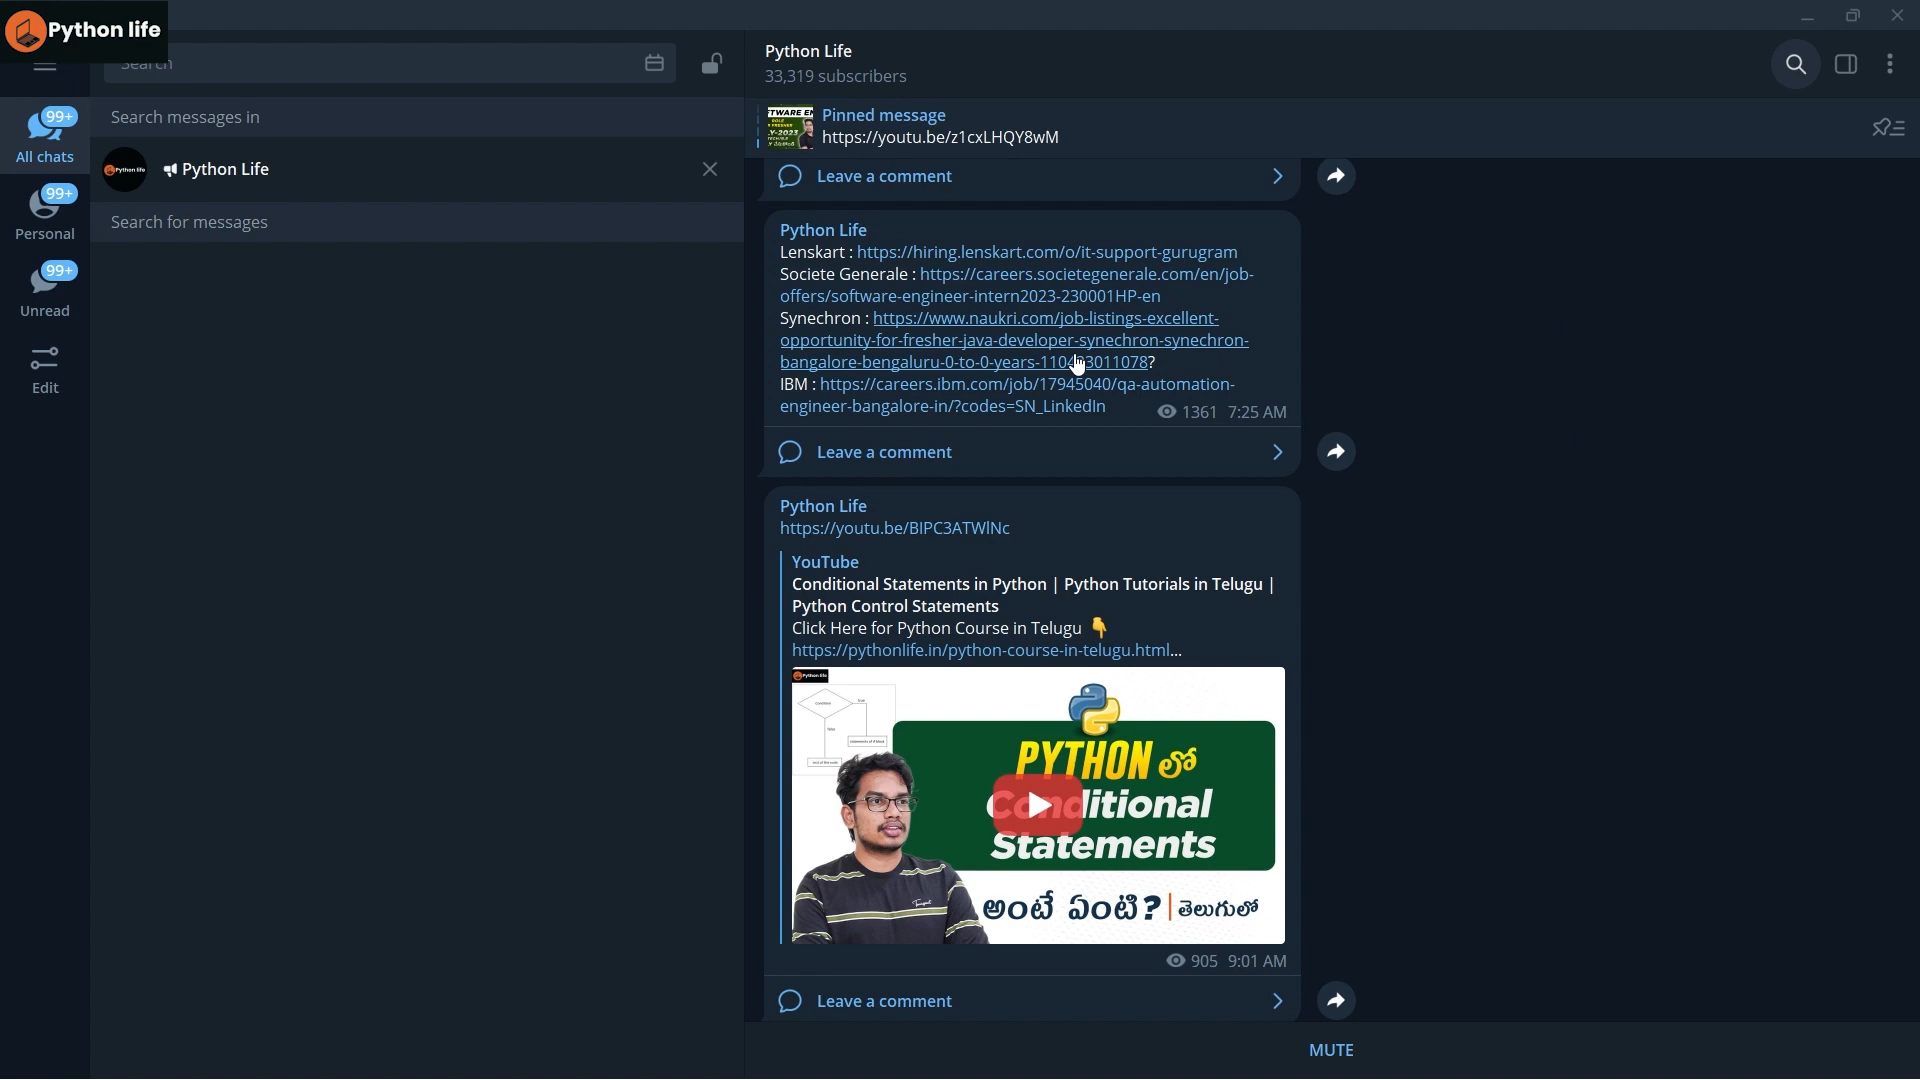 Python life
Search
Python Life
33,319 subscribers
99+
All chats
99+
Personal
99+
Unread
Edit
Search messages in
Python life
Python Life
Search for messages
Pinned message
https://youtu.be/z1cxLHQY8wM
Leave a comment
Python Life
Lenskart : https://hiring.lenskart.com/o/it-support-gurugram
Societe Generale : https://careers.societegenerale.com/en/job-
offers/software-engineer-intern2023-230001HP-en
Synechron : https://www.naukri.com/job-listings-excellent-
opportunity-for-fresher-java-developer-synechron-synechron-
bangalore-bengaluru-0-to-0-years-110423011078?
IBM : https://careers.ibm.com/job/17945040/qa-automation-
engineer-bangalore-in/?codes=SN_LinkedIn
1361 7:25 AM
Leave a comment
Python Life
https://youtu.be/BIPC3ATWlNc
YouTube
Conditional Statements in Python | Python Tutorials in Telugu |
Python Control Statements
Click Here for Python Course in Telugu 👇
https://pythonlife.in/python-course-in-telugu.html...
Python life
PYTHON లో
Conditional
Statements
అంటే ఏంటి? | తెలుగులో
905 9:01 AM
Leave a comment
MUTE